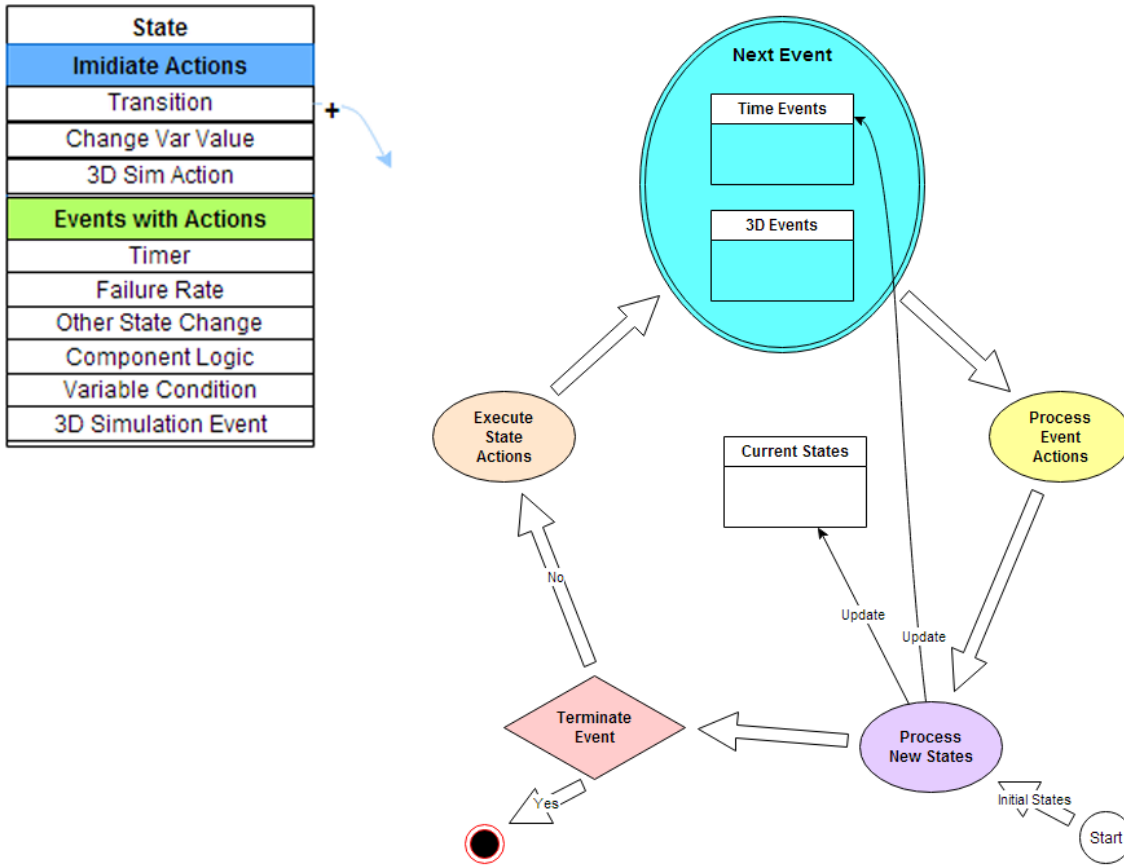 State
Imidiate Actions
Transition
+
Change Var Value
3D Sim Action
Events with Actions
Timer
Failure Rate
Other State Change
Component Logic
Variable Condition
3D Simulation Event
Next Event
Time Events
3D Events
Execute
State
Actions
Process
Event
Actions
Current States
No
Update
Update
Terminate
Event
Process
New States
Yes
Initial States
Start